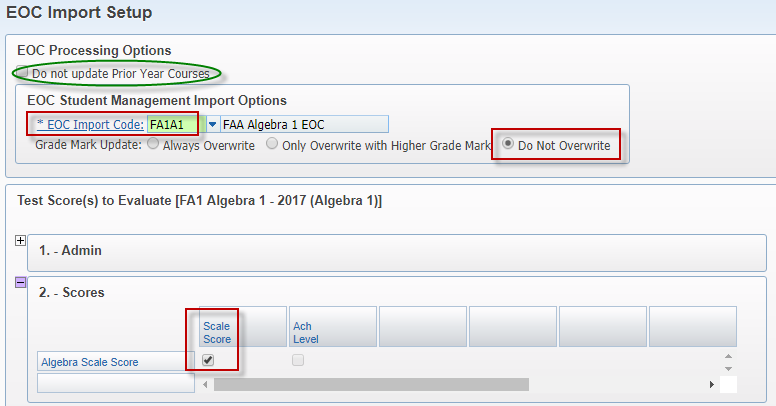 EOC Import Setup
EOC Processing Options
Do not update Prior Year Courses
EOC Student Management Import Options
* EOC Import Code: FA1A1 FAA Algebra 1 EOC
Grade Mark Update: Always Overwrite Only Overwrite with Higher Grade Mark Do Not Overwrite
Test Score(s) to Evaluate [FA1 Algebra 1 - 2017 (Algebra 1)]
1. - Admin
2. - Scores
Scale Ach
Score Level
Algebra Scale Score